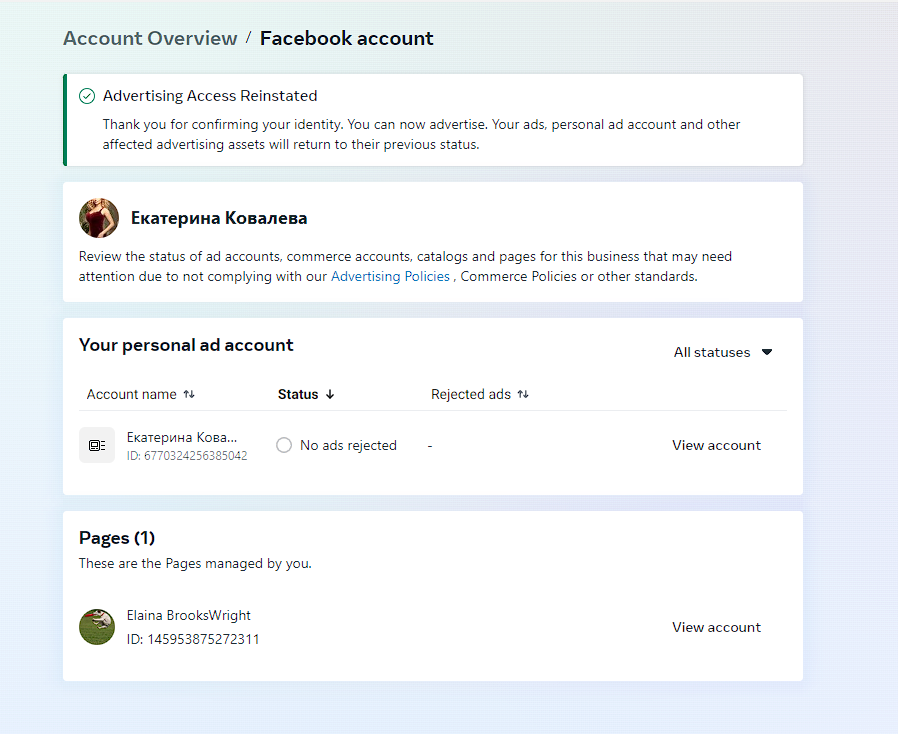 Account Overview / Facebook account
Advertising Access Reinstated
Thank you for confirming your identity. You can now advertise. Your ads, personal ad account and other
affected advertising assets will return to their previous status.
Екатерина Ковалева
Review the status of ad accounts, commerce accounts, catalogs and pages for this business that may need
attention due to not complying with our Advertising Policies , Commerce Policies or other standards.
Your personal ad account
All statuses
Account name Status Rejected ads
Екатерина Кова...
ID: 6770324256385042
No ads rejected - View account
Pages (1)
These are the Pages managed by you.
Elaina BrooksWright
ID: 145953875272311
View account